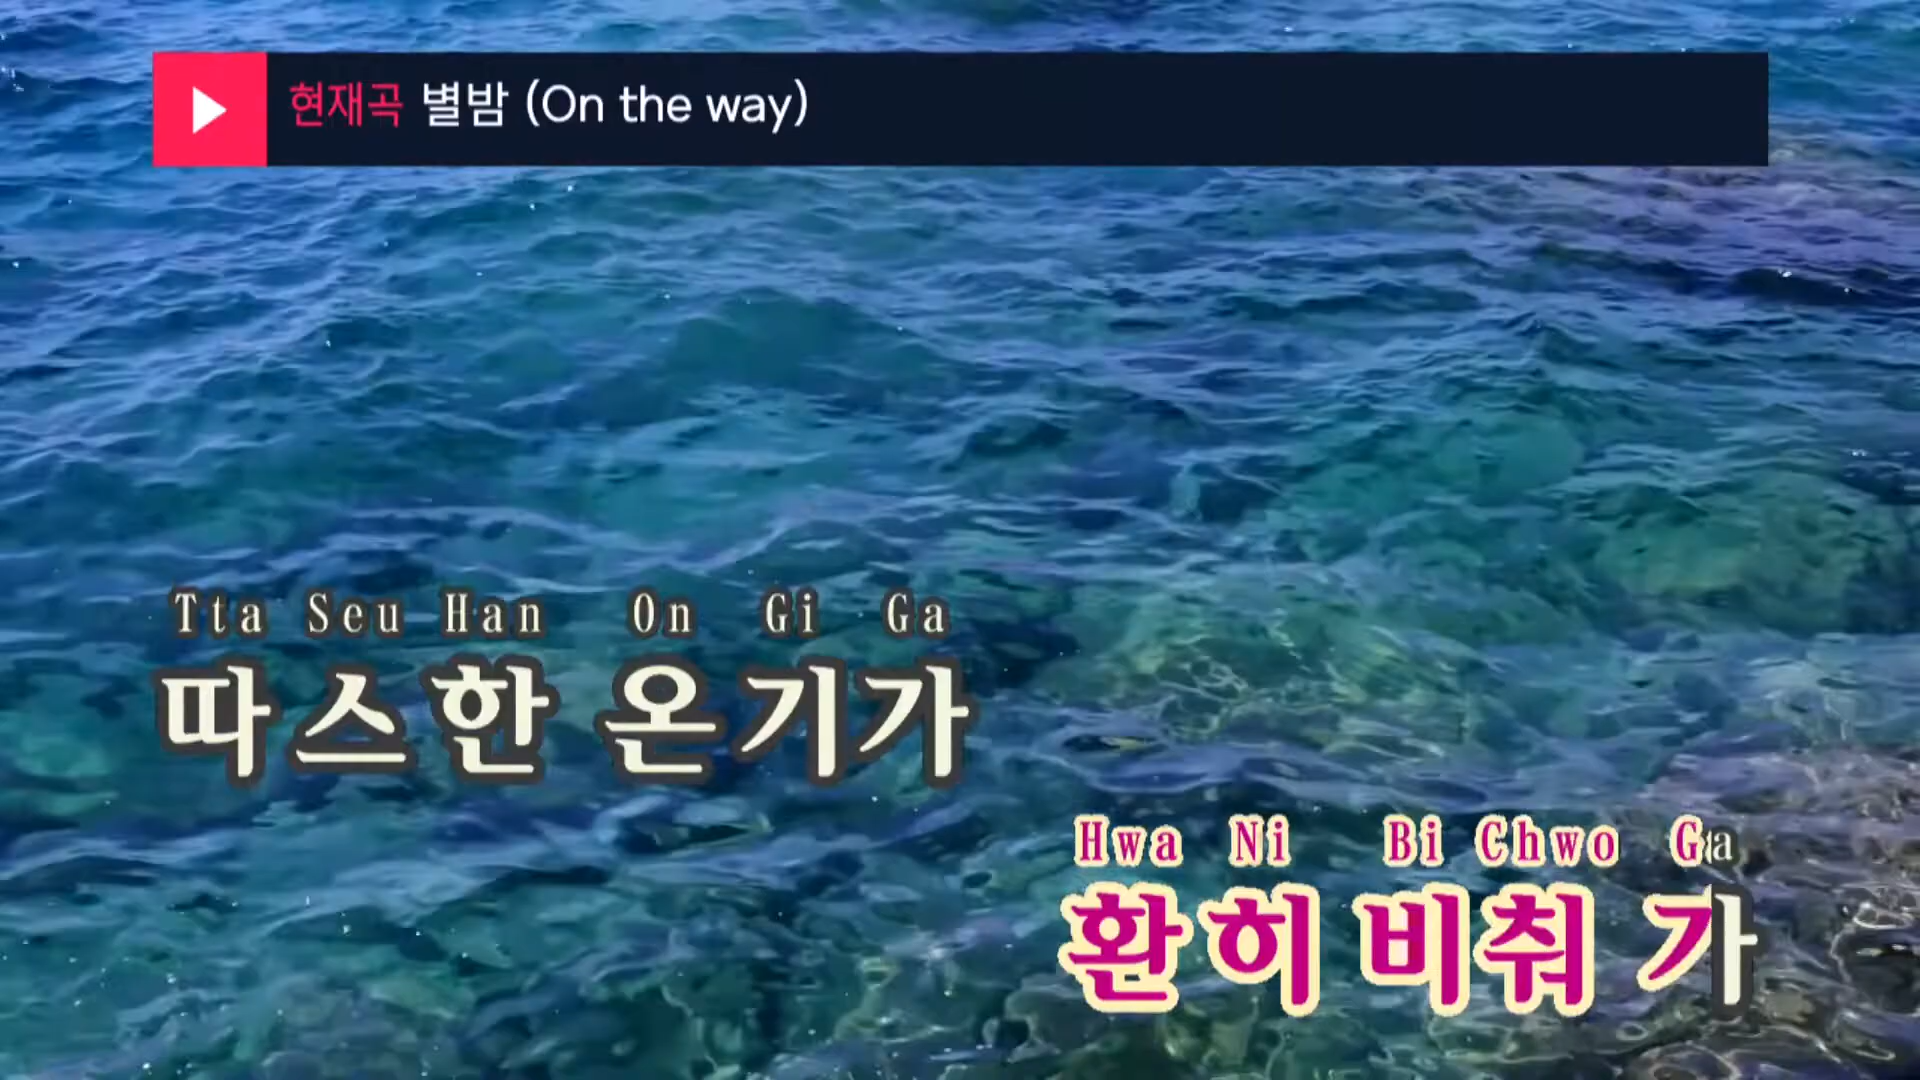 현재곡 별밤 (On the way)
Tta Seu Han On Gi Ga
따스한 온기가
Hwa Ni Bi Chwo Ga
환히 비춰 가